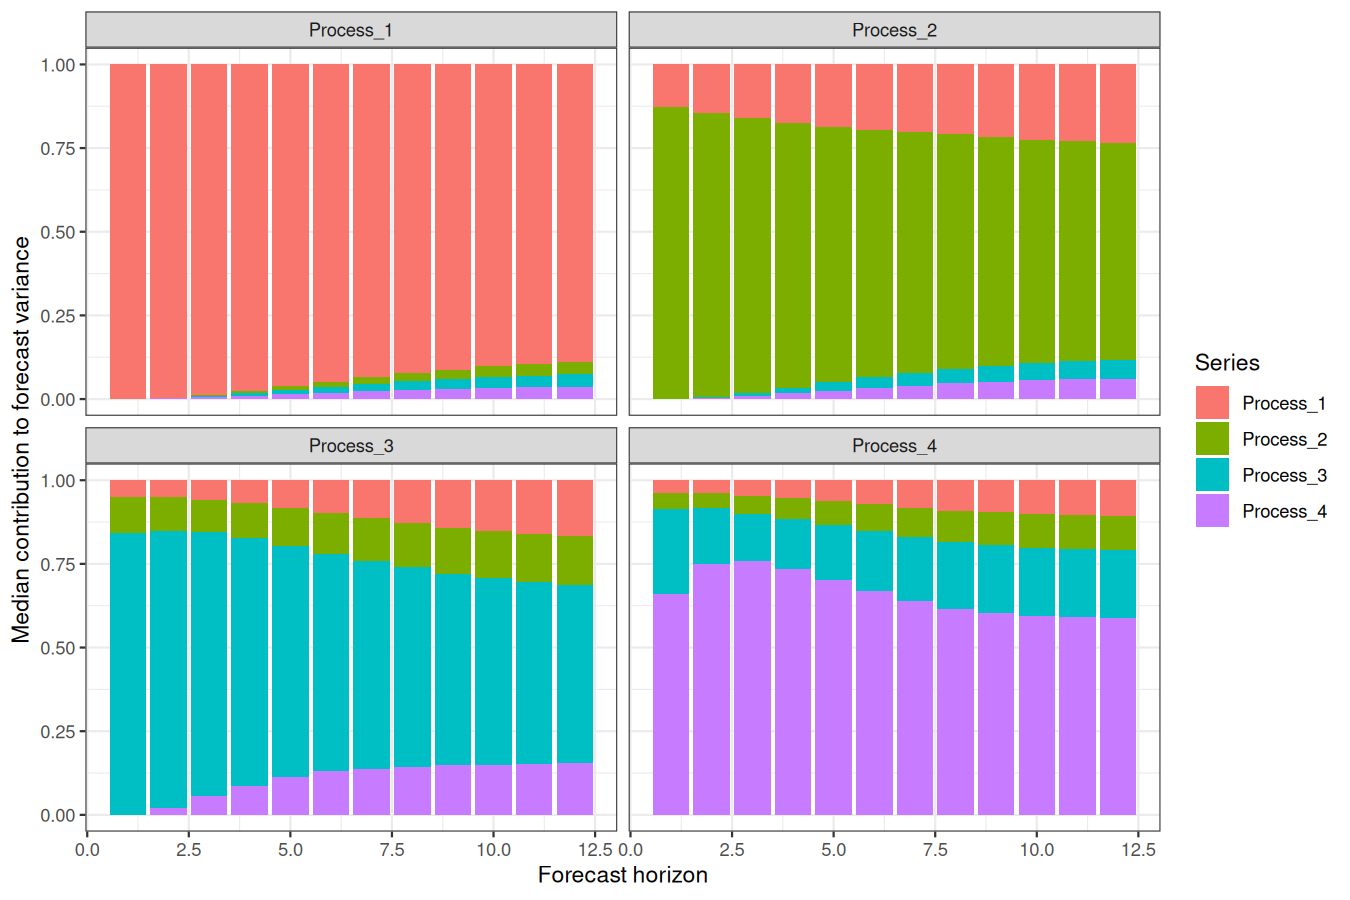 Process_1
Process_2
1.00
0.75
0.50
0.25
0.00
Process_3
Process_4
1.00
0.75
0.50
0.25
0.00
0.0 2.5 5.0 7.5 10.0 12.5
0.0 2.5 5.0 7.5 10.0 12.5
Forecast horizon
Median contribution to forecast variance
Series
Process_1
Process_2
Process_3
Process_4